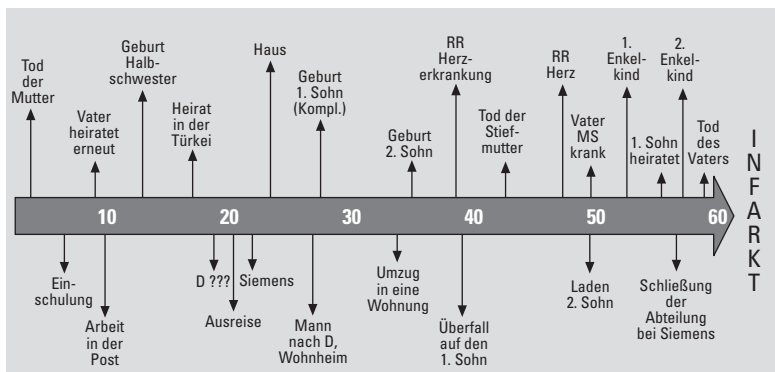 Tod
der
Mutter
Vater
heiratet
erneut
Geburt
Halb-
schwester
Heirat
in der
Türkei
Haus
Geburt
1. Sohn
(Kompl.)
Geburt
2. Sohn
RR
Herz-
erkrankung
Tod der
Stief-
mutter
RR
Herz
Vater
MS
krank
1.
Enkel-
kind
1. Sohn
heiratet
2.
Enkel-
kind
Tod
des
Vaters
10 20 30 40 50 60
INFARKT
Ein-
schulung
Arbeit
in der
Post
D ???
Ausreise
Siemens
Mann
nach D,
Wohnheim
Umzug
in eine
Wohnung
Überfall
auf den
1. Sohn
Laden
2. Sohn
Schließung
der
Abteilung
bei Siemens